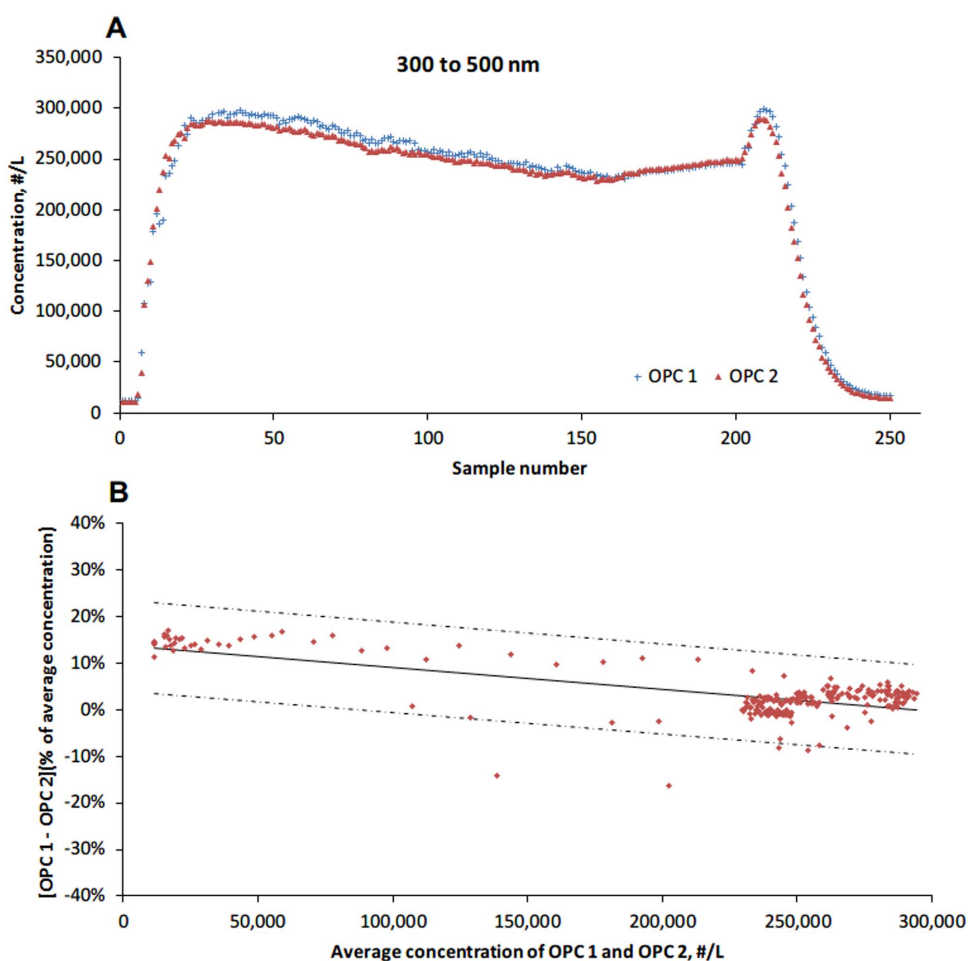 A
300 to 500 nm
350,000
300,000
250,000
200,000
150,000
100,000
50,000
0
Concentration, #/L
OPC 1 OPC 2
0 50 100 150 200 250
Sample number
B
40%
30%
20%
10%
0%
-10%
-20%
-30%
-40%
[OPC 1 - OPC 2](% of average concentration]
0 50,000 100,000 150,000 200,000 250,000 300,000
Average concentration of OPC 1 and OPC 2, #/L